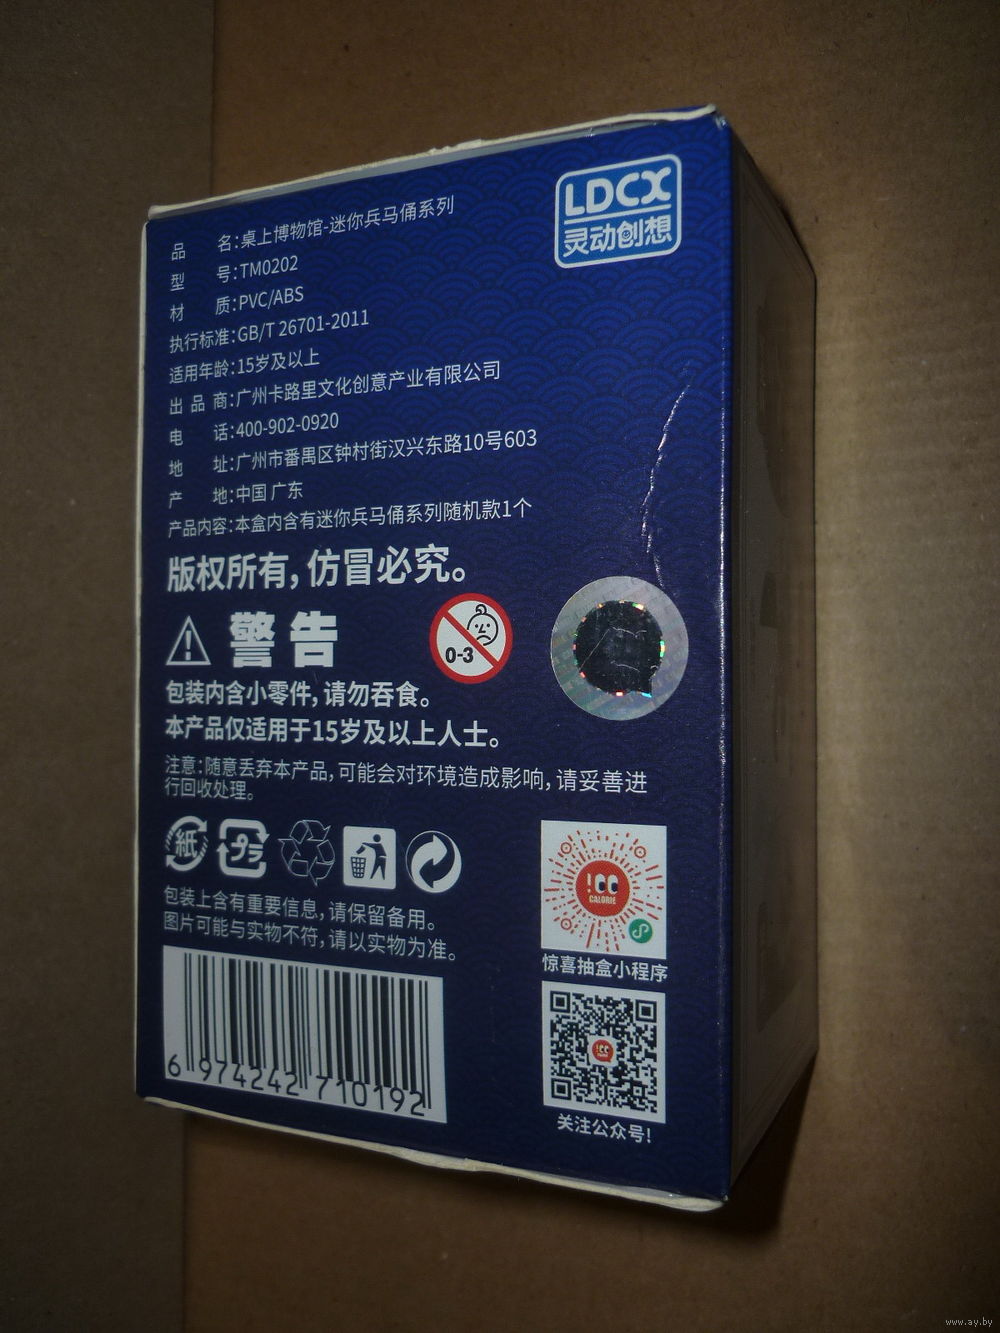 LDCX
灵动创想
品 名:桌上博物馆-迷你兵马俑系列
型 号:TM0202
材 质:PVC/ABS
执行标准:GB/T 26701-2011
适用年龄:15岁及以上
出 品 商:广州卡路里文化创意产业有限公司
电 话:400-902-0920
地 址:广州市番禺区钟村街汉兴东路10号603
产 地:中国 广东
产品内容:本盒内含有迷你兵马俑系列随机款1个
版权所有,仿冒必究。
警告
0-3
包装内含小零件,请勿吞食。
本产品仅适用于15岁及以上人士。
注意:随意丢弃本产品,可能会对环境造成影响,请妥善进
行回收处理。
紙
包装上含有重要信息,请保留备用。
图片可能与实物不符,请以实物为准。
CALORIE
惊喜抽盒小程序
6 974242 710192
关注公众号!
www.ay.by